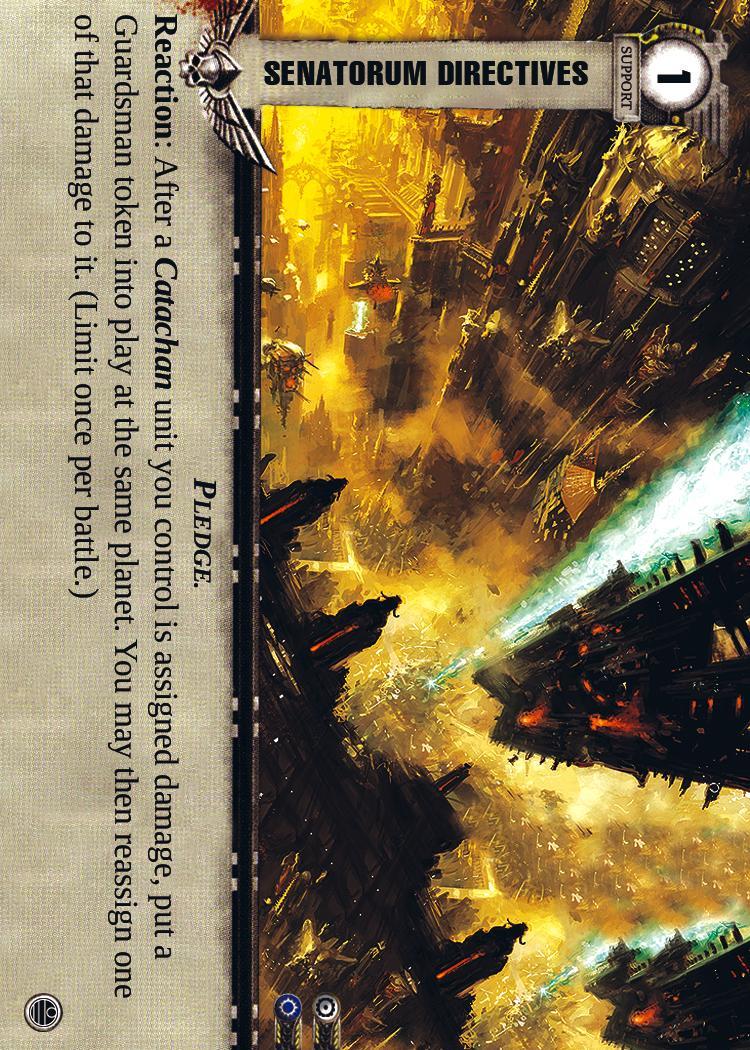 1
SUPPORT
SENATORUM DIRECTIVES
PLEDGE.
Reaction: After a Catachan unit you control is assigned damage, put a
Guardsman token into play at the same planet. You may then reassign one
of that damage to it. (Limit once per battle.)